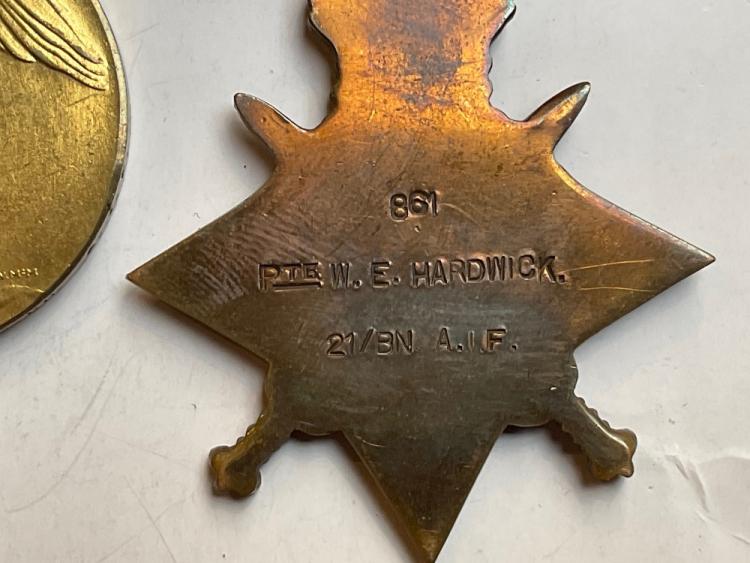 861
PTE W. E. HARDWICK.
21/BN A.I.F.